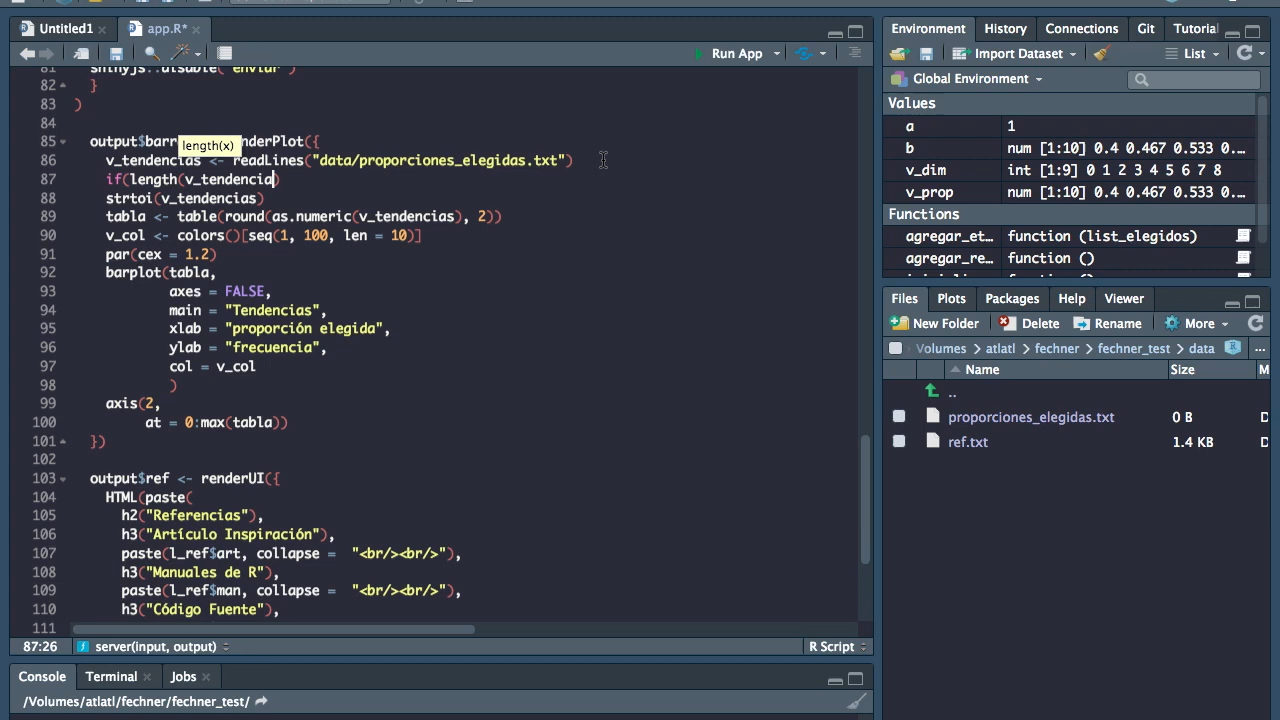 Untitled1
app.R*
Run App
81 shinyjs::disable("enviar")
82 }
83 )
84
85 output$barr
length(x)
nderPlot({
86 v_tendencias <- readLines("data/proporciones_elegidas.txt")
87 if(length(v_tendencia)
88 strtoi(v_tendencias)
89 tabla <- table(round(as.numeric(v_tendencias), 2))
90 v_col <- colors()[seq(1, 100, len = 10)]
91 par(cex = 1.2)
92 barplot(tabla,
93 axes = FALSE,
94 main = "Tendencias",
95 xlab = "proporción elegida",
96 ylab = "frecuencia",
97 col = v_col
98 )
99 axis(2,
100 at = 0:max(tabla))
101 })
102
103 output$ref <- renderUI({
104 HTML(paste(
105 h2("Referencias"),
106 h3("Artículo Inspiración"),
107 paste(l_ref$art, collapse = "<br/><br/>"),
108 h3("Manuales de R"),
109 paste(l_ref$man, collapse = "<br/><br/>"),
110 h3("Código Fuente"),
111
87:26 server(input, output) R Script
Console Terminal Jobs
/Volumes/atlatl/fechner/fechner_test/
Environment History Connections Git Tutorial
Import Dataset List
Global Environment
Values
a 1
b num [1:10] 0.4 0.467 0.533 0...
v_dim int [1:9] 0 1 2 3 4 5 6 7 8
v_prop num [1:10] 0.4 0.467 0.533 0...
Functions
agregar_et... function (list_elegidos)
agregar_re... function ()
Files Plots Packages Help Viewer
New Folder Delete Rename More
Volumes > atlatl > fechner > fechner_test > data ...
Name Size M
..
proporciones_elegidas.txt 0 B D
ref.txt 1.4 KB D